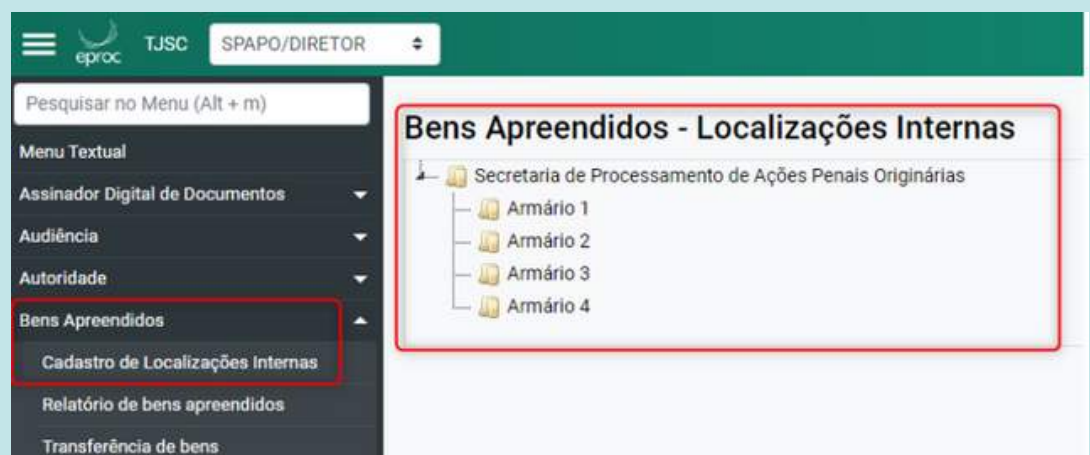 eproc TJSC SPAPO/DIRETOR
Pesquisar no Menu (Alt + m)
Menu Textual
Assinador Digital de Documentos
Audiência
Autoridade
Bens Apreendidos
Cadastro de Localizações Internas
Relatório de bens apreendidos
Transferência de bens
Bens Apreendidos - Localizações Internas
Secretaria de Processamento de Ações Penais Originárias
Armário 1
Armário 2
Armário 3
Armário 4